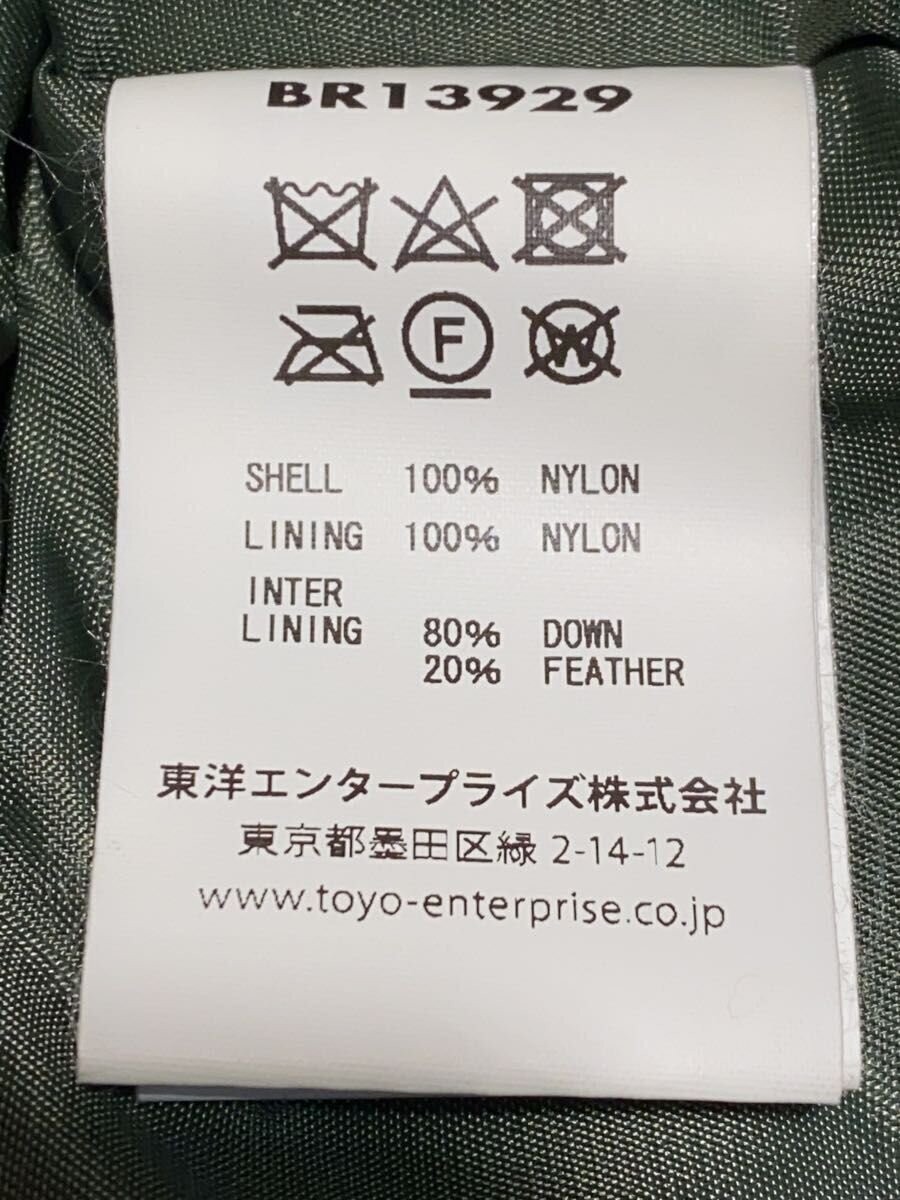 BR13929
F
W
SHELL 100% NYLON
LINING 100% NYLON
INTER
LINING 80% DOWN
20% FEATHER
東洋エンタープライズ株式会社
東京都墨田区緑 2-14-12
www.toyo-enterprise.co.jp